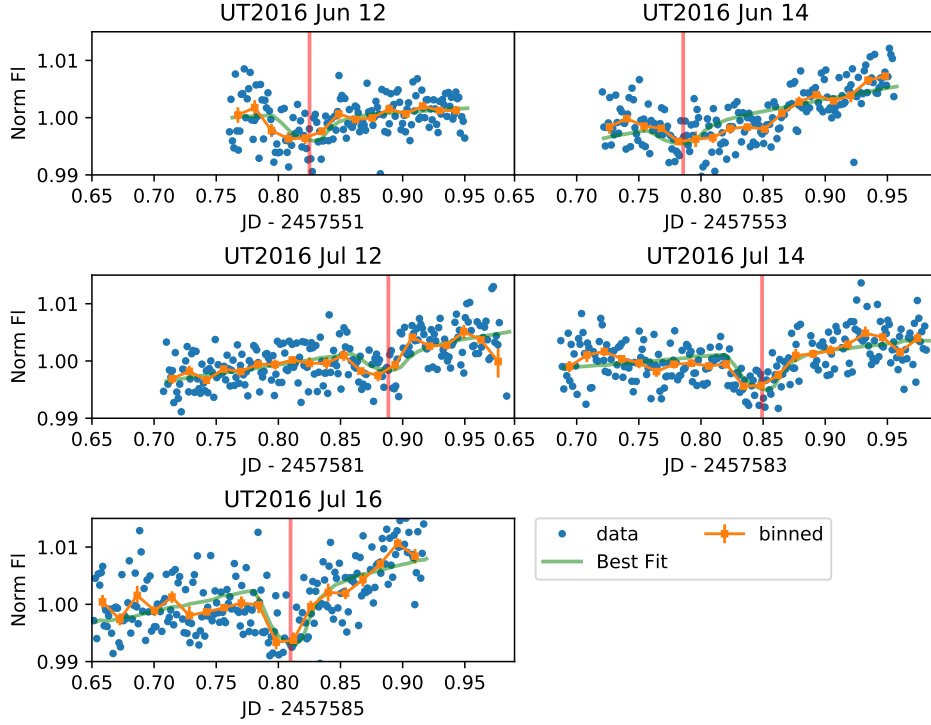 UT2016 Jun 12
UT2016 Jun 14
Norm Fl
1.01
1.00
0.99
0.65 0.70 0.75 0.80 0.85 0.90 0.95 0.65 0.70 0.75 0.80 0.85 0.90 0.95
JD - 2457551
JD - 2457553
UT2016 Jul 12
UT2016 Jul 14
Norm Fl
1.01
1.00
0.99
0.65 0.70 0.75 0.80 0.85 0.90 0.95 0.65 0.70 0.75 0.80 0.85 0.90 0.95
JD - 2457581
JD - 2457583
UT2016 Jul 16
Norm Fl
1.01
1.00
0.99
0.65 0.70 0.75 0.80 0.85 0.90 0.95
JD - 2457585
data
Best Fit
binned